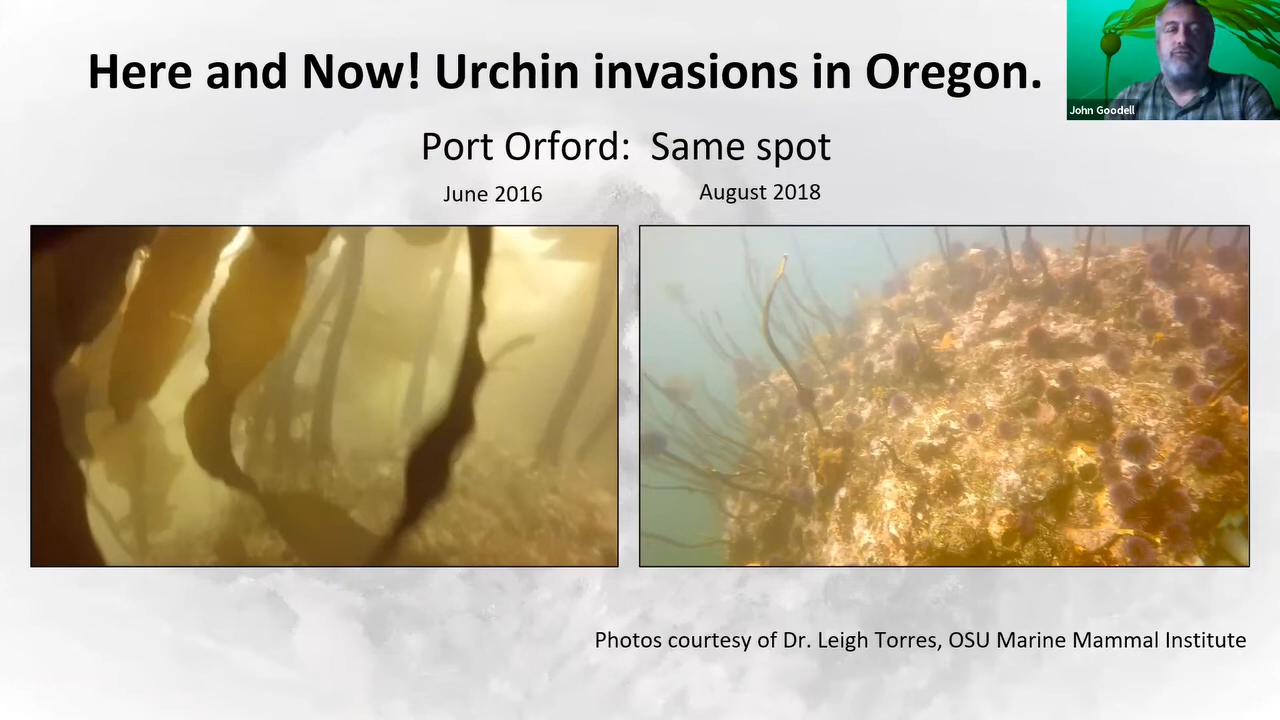 Here and Now! Urchin invasions in Oregon.
John Goodell
Port Orford: Same spot
June 2016
August 2018
Photos courtesy of Dr. Leigh Torres, OSU Marine Mammal Institute